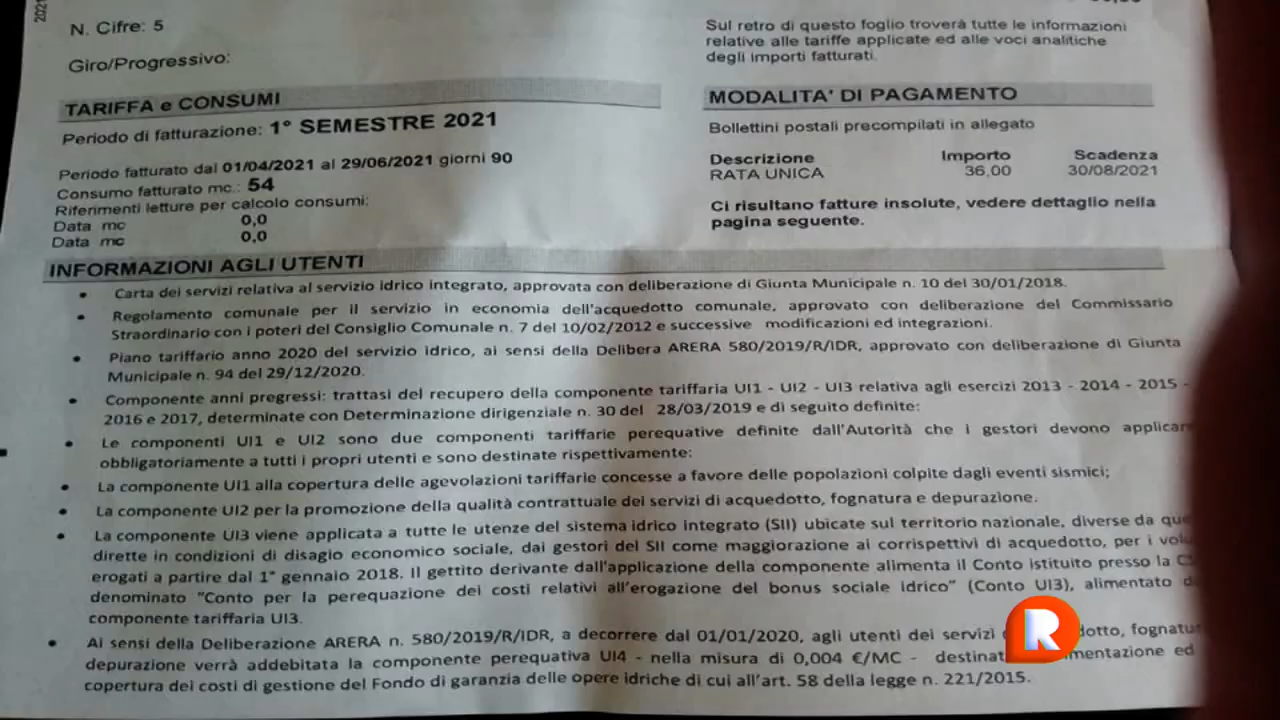 2021
N. Cifre: 5
Giro/Progressivo:
Sul retro di questo foglio troverà tutte le informazioni
relative alle tariffe applicate ed alle voci analitiche
degli importi fatturati.
TARIFFA e CONSUMI
Periodo di fatturazione: 1° SEMESTRE 2021
Periodo fatturato dal 01/04/2021 al 29/06/2021 giorni 90
Consumo fatturato mc.: 54
Riferimenti letture per calcolo consumi:
Data mc 0,0
Data mc 0,0
MODALITA' DI PAGAMENTO
Bollettini postali precompilati in allegato
Descrizione Importo Scadenza
RATA UNICA 36,00 30/08/2021
Ci risultano fatture insolute, vedere dettaglio nella
pagina seguente.
INFORMAZIONI AGLI UTENTI
• Carta dei servizi relativa al servizio idrico integrato, approvata con deliberazione di Giunta Municipale n. 10 del 30/01/2018.
• Regolamento comunale per il servizio in economia dell'acquedotto comunale, approvato con deliberazione del Commissario
Straordinario con i poteri del Consiglio Comunale n. 7 del 10/02/2012 e successive modificazioni ed integrazioni.
• Piano tariffario anno 2020 del servizio idrico, ai sensi della Delibera ARERA 580/2019/R/IDR, approvato con deliberazione di Giunta
Municipale n. 94 del 29/12/2020.
• Componente anni pregressi: trattasi del recupero della componente tariffaria UI1 - UI2 - UI3 relativa agli esercizi 2013 - 2014 - 2015 -
2016 e 2017, determinate con Determinazione dirigenziale n. 30 del 28/03/2019 e di seguito definite:
• Le componenti UI1 e UI2 sono due componenti tariffarie perequative definite dall'Autorità che i gestori devono applicare
obbligatoriamente a tutti i propri utenti e sono destinate rispettivamente:
• La componente UI1 alla copertura delle agevolazioni tariffarie concesse a favore delle popolazioni colpite dagli eventi sismici;
• La componente UI2 per la promozione della qualità contrattuale dei servizi di acquedotto, fognatura e depurazione.
• La componente UI3 viene applicata a tutte le utenze del sistema idrico integrato (SII) ubicate sul territorio nazionale, diverse da
dirette in condizioni di disagio economico sociale, dai gestori del SII come maggiorazione ai corrispettivi di acquedotto, per i
erogati a partire dal 1° gennaio 2018. Il gettito derivante dall'applicazione della componente alimenta il Conto istituito presso la
denominato "Conto per la perequazione dei costi relativi all'erogazione del bonus sociale idrico" (Conto UI3), alimentato
componente tariffaria UI3.
• Ai sensi della Deliberazione ARERA n. 580/2019/R/IDR, a decorrere dal 01/01/2020, agli utenti dei servizi
depurazione verrà addebitata la componente perequativa UI4 - nella misura di 0,004 €/MC - ed
copertura dei costi di gestione del Fondo di garanzia delle opere idriche di cui all'art. 58 della legge n. 221/2015.
R